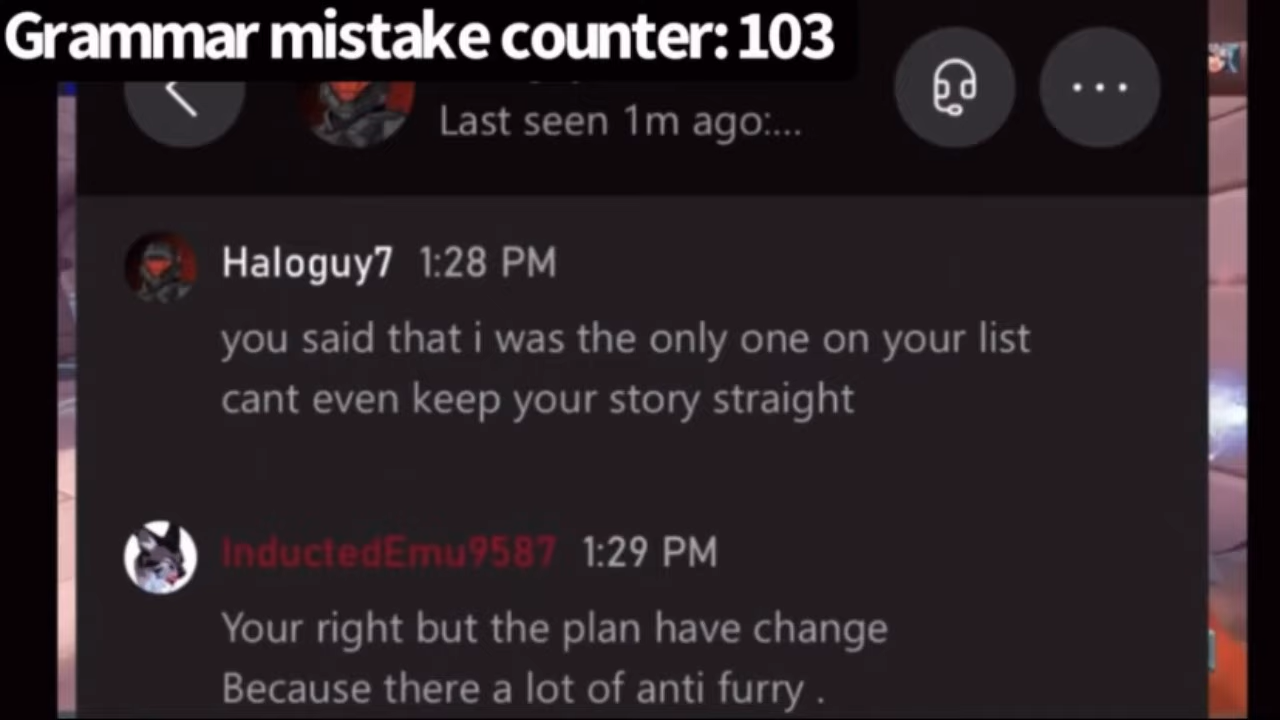 Grammar mistake counter: 103
Last seen 1m ago:...
Haloguy7 1:28 PM
you said that i was the only one on your list
cant even keep your story straight
InductedEmu9587 1:29 PM
Your right but the plan have change
Because there a lot of anti furry .